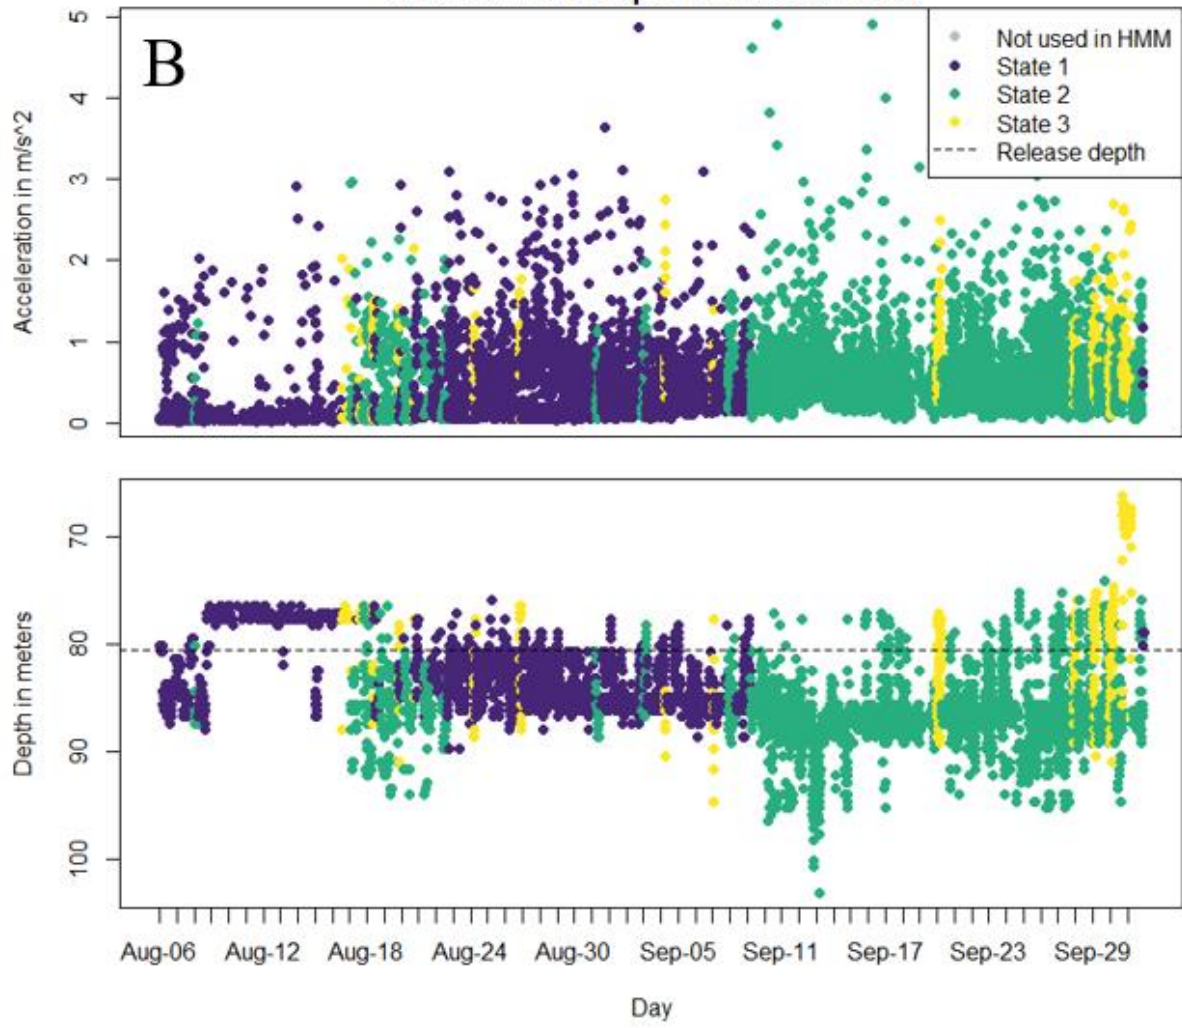 B
Acceleration in m/s^2
5
4
3
2
1
0
Not used in HMM
State 1
State 2
State 3
Release depth
Depth in meters
70
80
90
100
Aug-06 Aug-12 Aug-18 Aug-24 Aug-30 Sep-05 Sep-11 Sep-17 Sep-23 Sep-29
Day